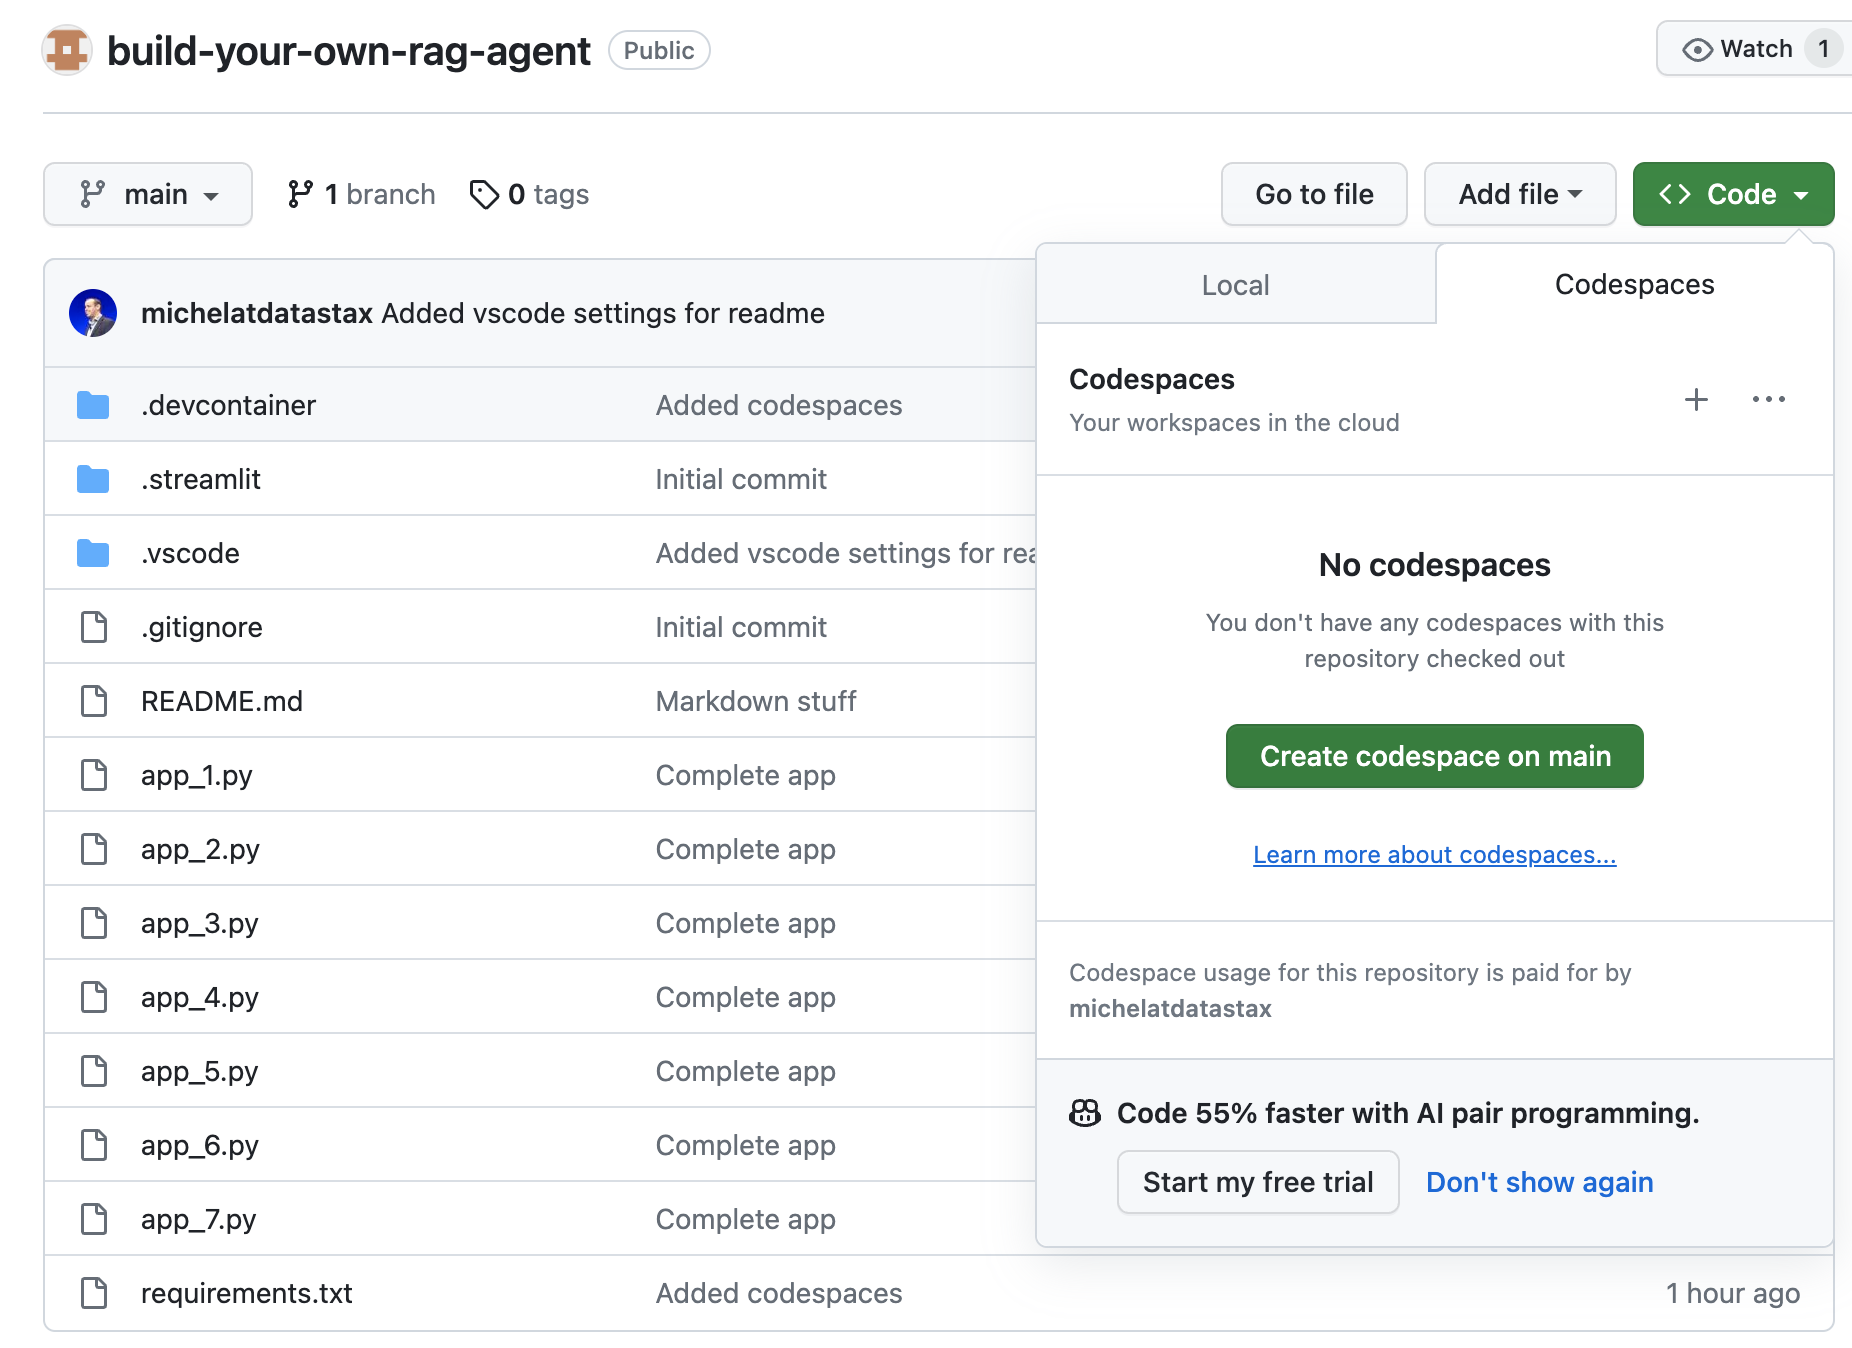 build-your-own-rag-agent Public
Watch 1
main 1 branch 0 tags
Go to file Add file Code
michelatdatastax Added vscode settings for readme
.devcontainer Added codespaces
.streamlit Initial commit
.vscode Added vscode settings for rea
.gitignore Initial commit
README.md Markdown stuff
app_1.py Complete app
app_2.py Complete app
app_3.py Complete app
app_4.py Complete app
app_5.py Complete app
app_6.py Complete app
app_7.py Complete app
requirements.txt Added codespaces 1 hour ago
Local Codespaces
Codespaces
Your workspaces in the cloud
No codespaces
You don't have any codespaces with this
repository checked out
Create codespace on main
Learn more about codespaces...
Codespace usage for this repository is paid for by
michelatdatastax
Code 55% faster with AI pair programming.
Start my free trial Don't show again